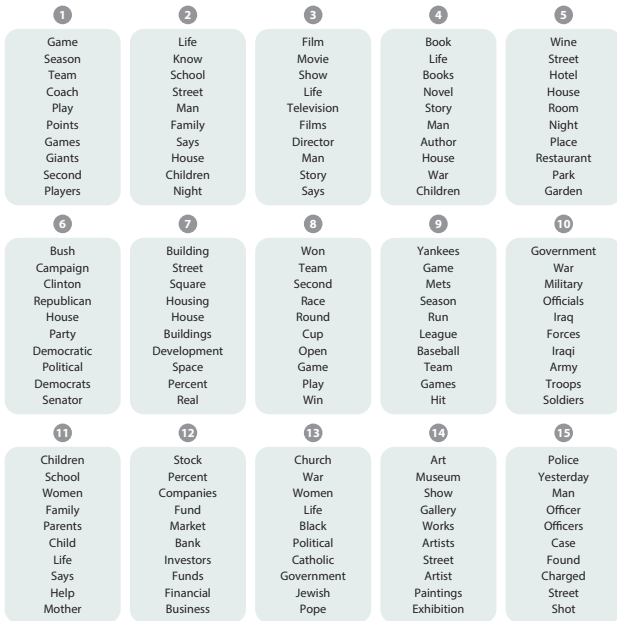 1
Game
Season
Team
Coach
Play
Points
Games
Giants
Second
Players
2
Life
Know
School
Street
Man
Family
Says
House
Children
Night
3
Film
Movie
Show
Life
Television
Films
Director
Man
Story
Says
4
Book
Life
Books
Novel
Story
Man
Author
House
War
Children
5
Wine
Street
Hotel
House
Room
Night
Place
Restaurant
Park
Garden
6
Bush
Campaign
Clinton
Republican
House
Party
Democratic
Political
Democrats
Senator
7
Building
Street
Square
Housing
House
Buildings
Development
Space
Percent
Real
8
Won
Team
Second
Race
Round
Cup
Open
Game
Play
Win
9
Yankees
Game
Mets
Season
Run
League
Baseball
Team
Games
Hit
10
Government
War
Military
Officials
Iraq
Forces
Iraqi
Army
Troops
Soldiers
11
Children
School
Women
Family
Parents
Child
Life
Says
Help
Mother
12
Stock
Percent
Companies
Fund
Market
Bank
Investors
Funds
Financial
Business
13
Church
War
Women
Life
Black
Political
Catholic
Government
Jewish
Pope
14
Art
Museum
Show
Gallery
Works
Artists
Street
Artist
Paintings
Exhibition
15
Police
Yesterday
Man
Officer
Officers
Case
Found
Charged
Street
Shot